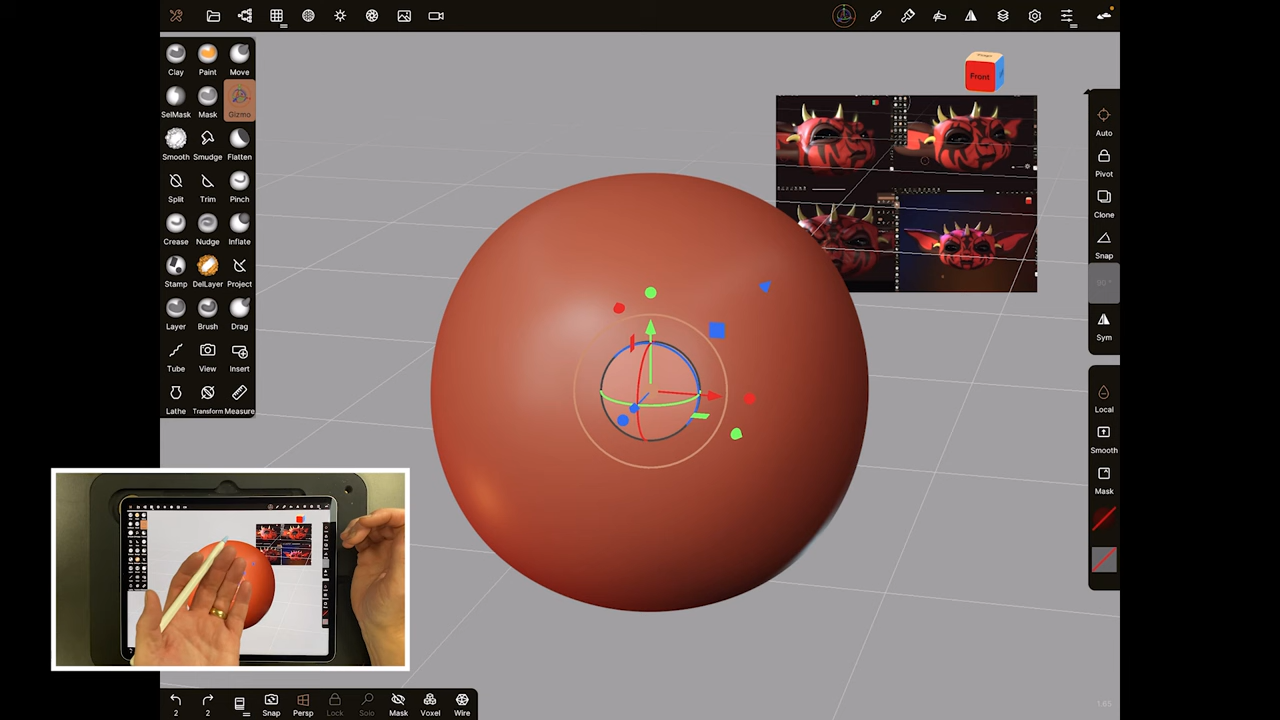 Front
Clay Paint Move
SelMask Mask Gizmo
Smooth Smudge Flatten
Split Trim Pinch
Crease Nudge Inflate
Stamp DelLayer Project
Layer Brush Drag
Tube View Insert
Lathe Transform Measure
Auto
Pivot
Clone
Snap
Sym
Local
Smooth
Mask
2 2 Snap Persp Lock Solo Mask Voxel Wire
1.65